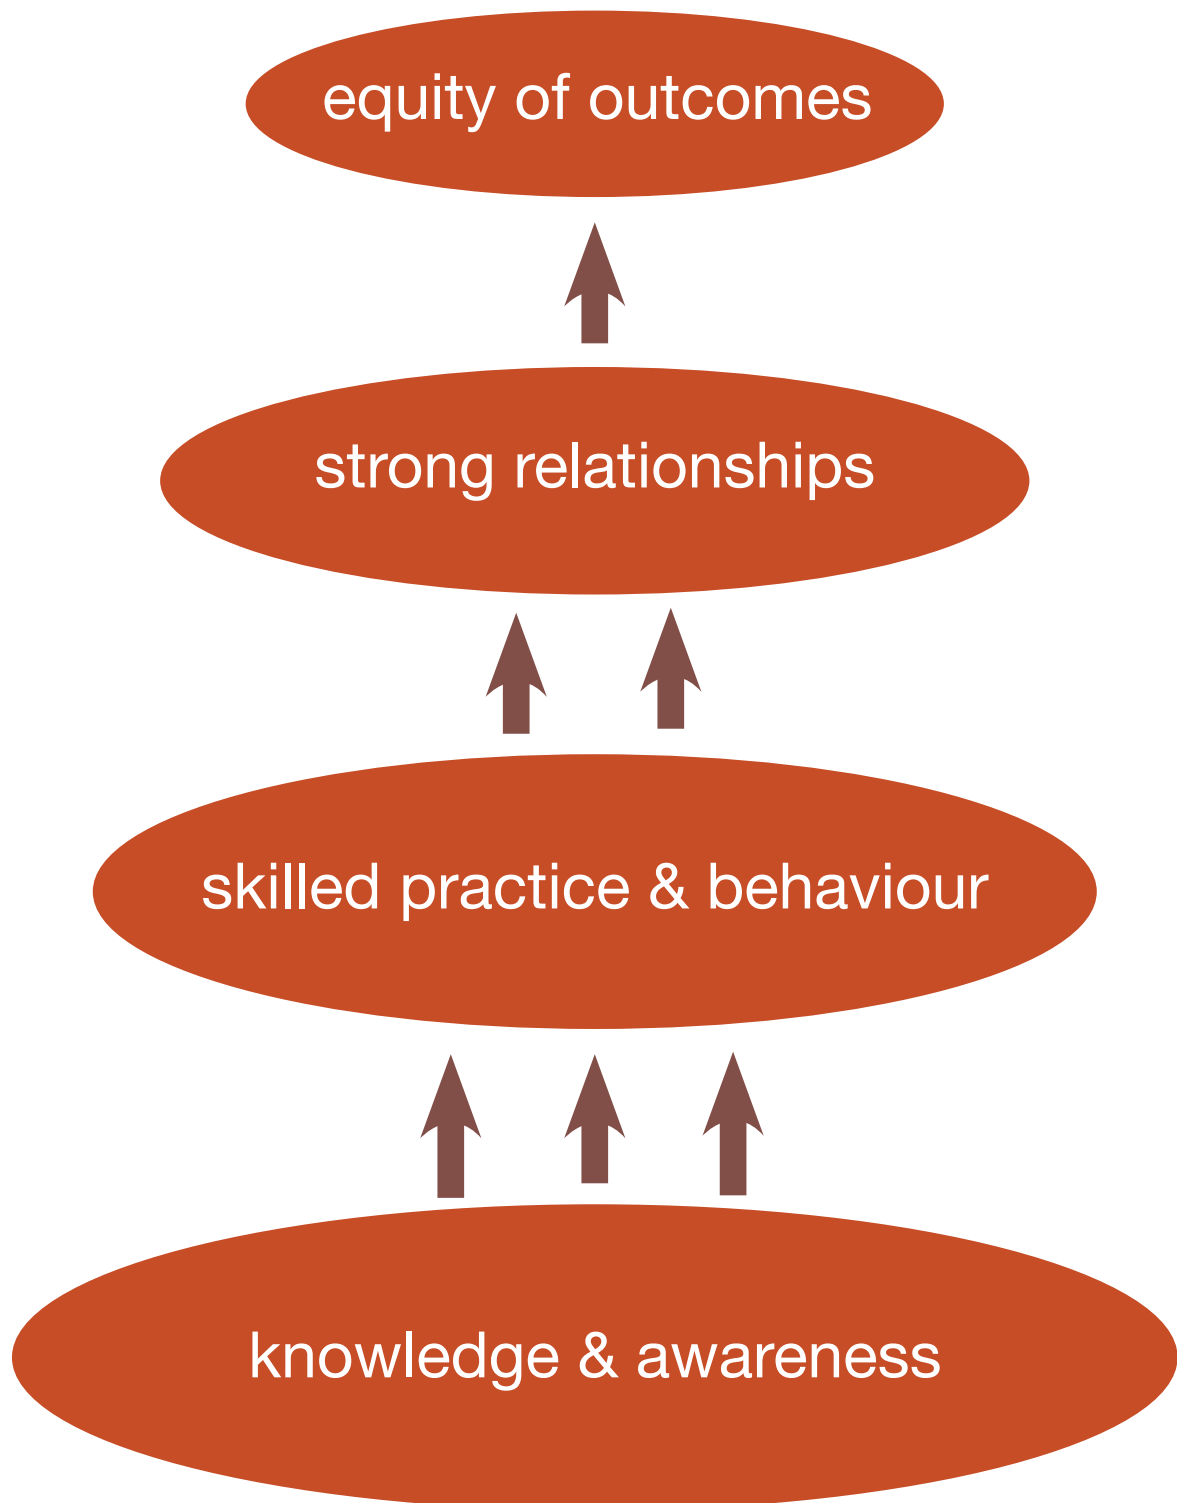 equity of outcomes
strong relationships
skilled practice & behaviour
knowledge & awareness